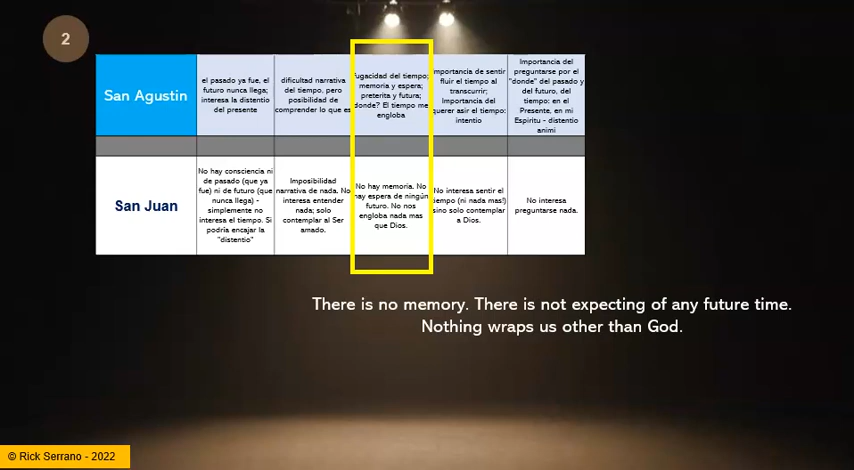 2
San Agustin
el pasado ya fue, el
futuro nunca llega;
interesa la distentio
del presente
dificultad narrativa
del tiempo, pero
posibilidad de
comprender lo que es
fugacidad del tiempo;
memoria y espera;
preterita y futura;
donde? El tiempo me
engloba
importancia de sentir
fluir el tiempo al
transcurrir;
Importancia del
querer asir el tiempo;
intentio
Importancia del
preguntarse por el
"donde" del pasado y
del futuro, del
tiempo: en el
Presente, en mi
Espiritu - distentio
animi
San Juan
No hay consciencia ni
de pasado (que ya
fue) ni de futuro (que
nunca llega) -
simplemente no
interesa el tiempo. Si
podría encajar la
"distentio"
Imposibilidad
narrativa de nada. No
interesa entender
nada; solo
contemplar al Ser
amado.
No hay memoria. No
hay espera de ningún
futuro. No nos
engloba nada mas
que Dios.
No interesa sentir el
tiempo (ni nada mas!)
sino solo contemplar
a Dios.
No interesa
preguntarse nada.
There is no memory. There is not expecting of any future time.
Nothing wraps us other than God.
© Rick Serrano - 2022